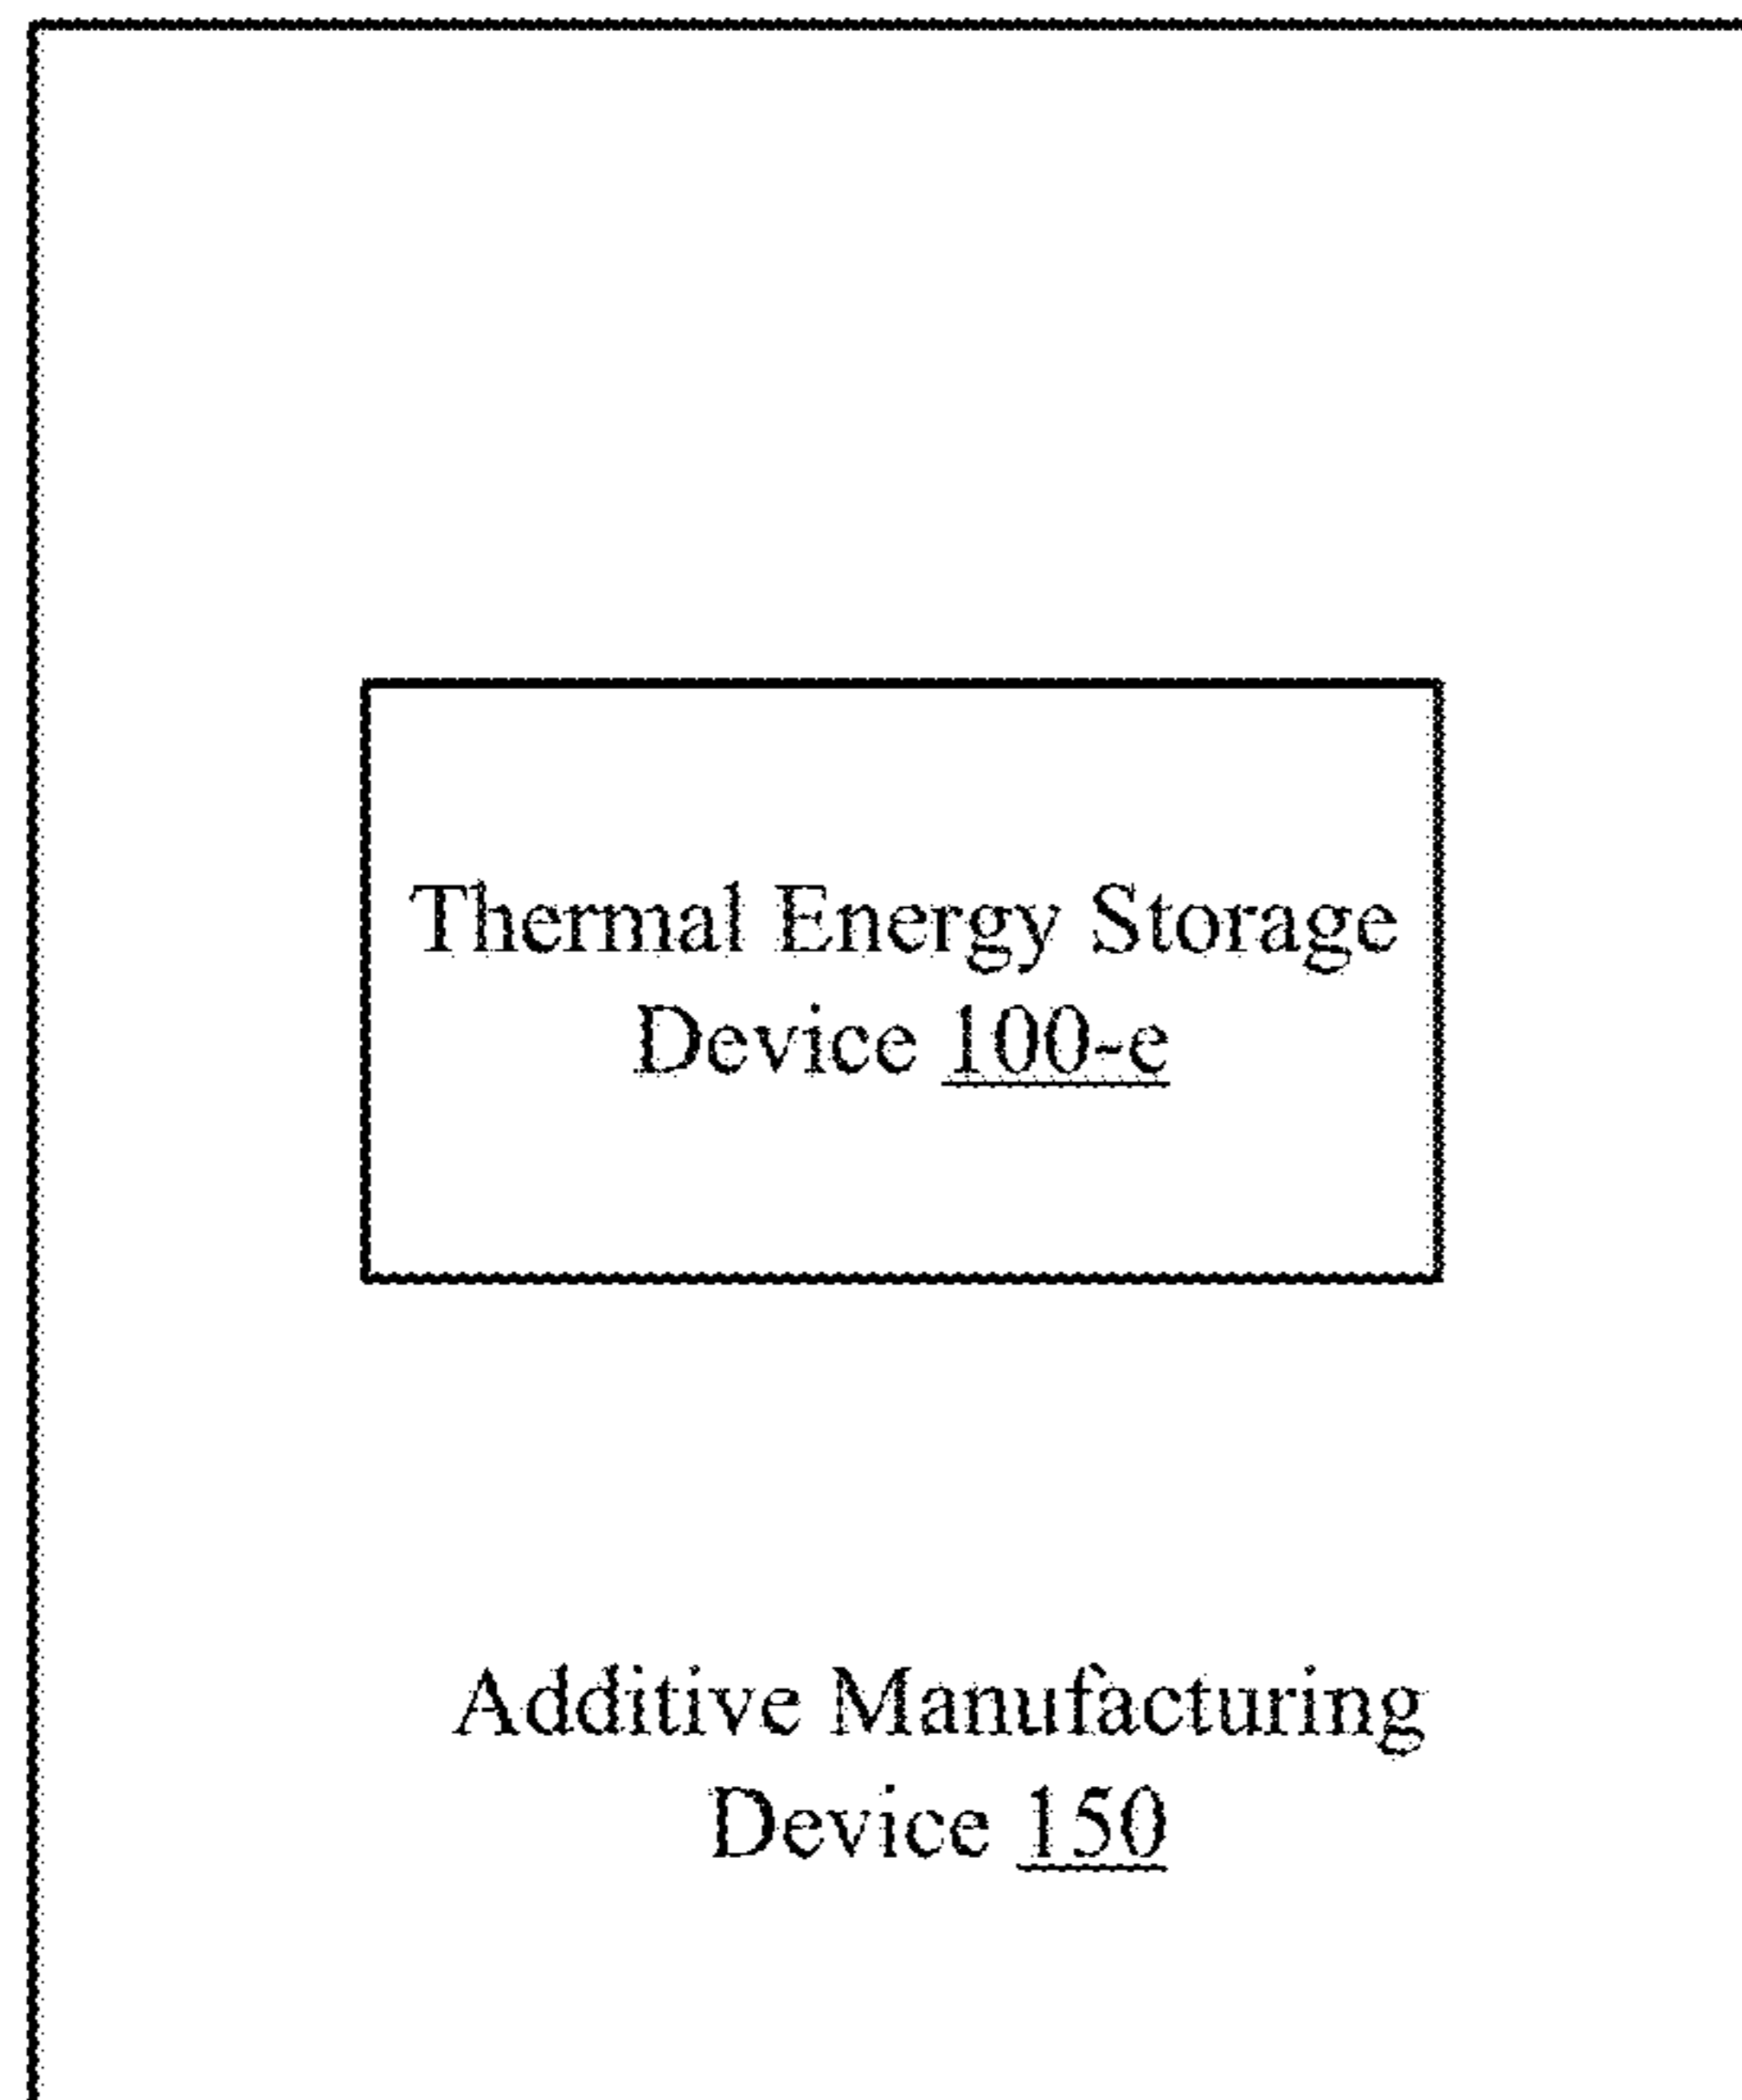 Thermal Energy Storage
Device 100-e
Additive Manufacturing
Device 150